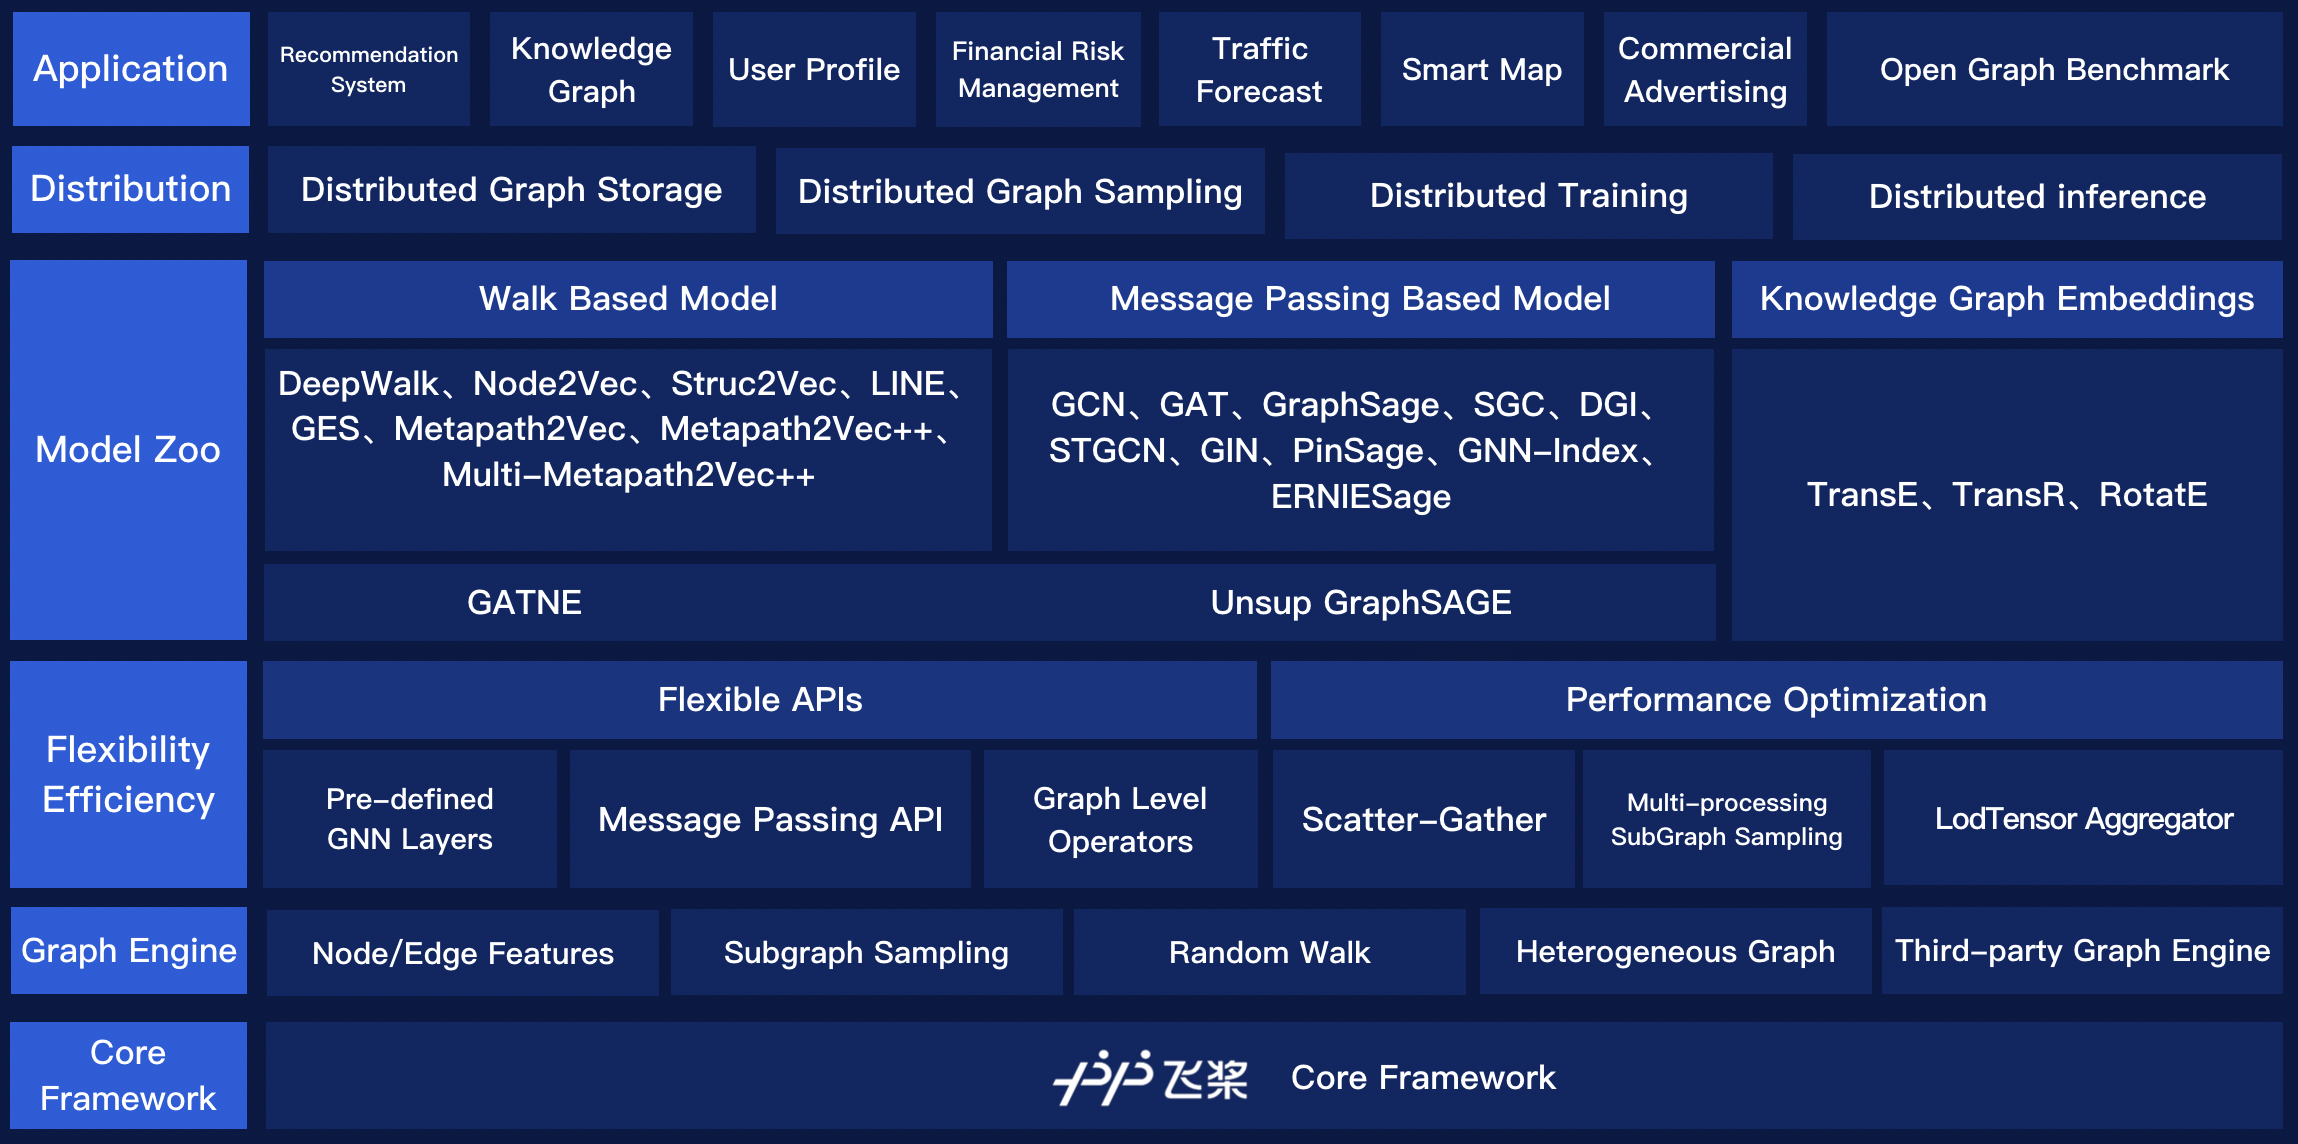 Application
Recommendation
System
Knowledge
Graph
User Profile
Financial Risk
Management
Traffic
Forecast
Smart Map
Commercial
Advertising
Open Graph Benchmark
Distribution
Distributed Graph Storage
Distributed Graph Sampling
Distributed Training
Distributed inference
Model Zoo
Walk Based Model
DeepWalk、Node2Vec、Struc2Vec、LINE、
GES、Metapath2Vec、Metapath2Vec++、
Multi-Metapath2Vec++
Message Passing Based Model
GCN、GAT、GraphSage、SGC、DGI、
STGCN、GIN、PinSage、GNN-Index、
ERNIESage
Knowledge Graph Embeddings
TransE、TransR、RotatE
GATNE
Unsup GraphSAGE
Flexibility
Efficiency
Flexible APIs
Pre-defined
GNN Layers
Message Passing API
Graph Level
Operators
Performance Optimization
Scatter-Gather
Multi-processing
SubGraph Sampling
LodTensor Aggregator
Graph Engine
Node/Edge Features
Subgraph Sampling
Random Walk
Heterogeneous Graph
Third-party Graph Engine
Core
Framework
飞桨 Core Framework